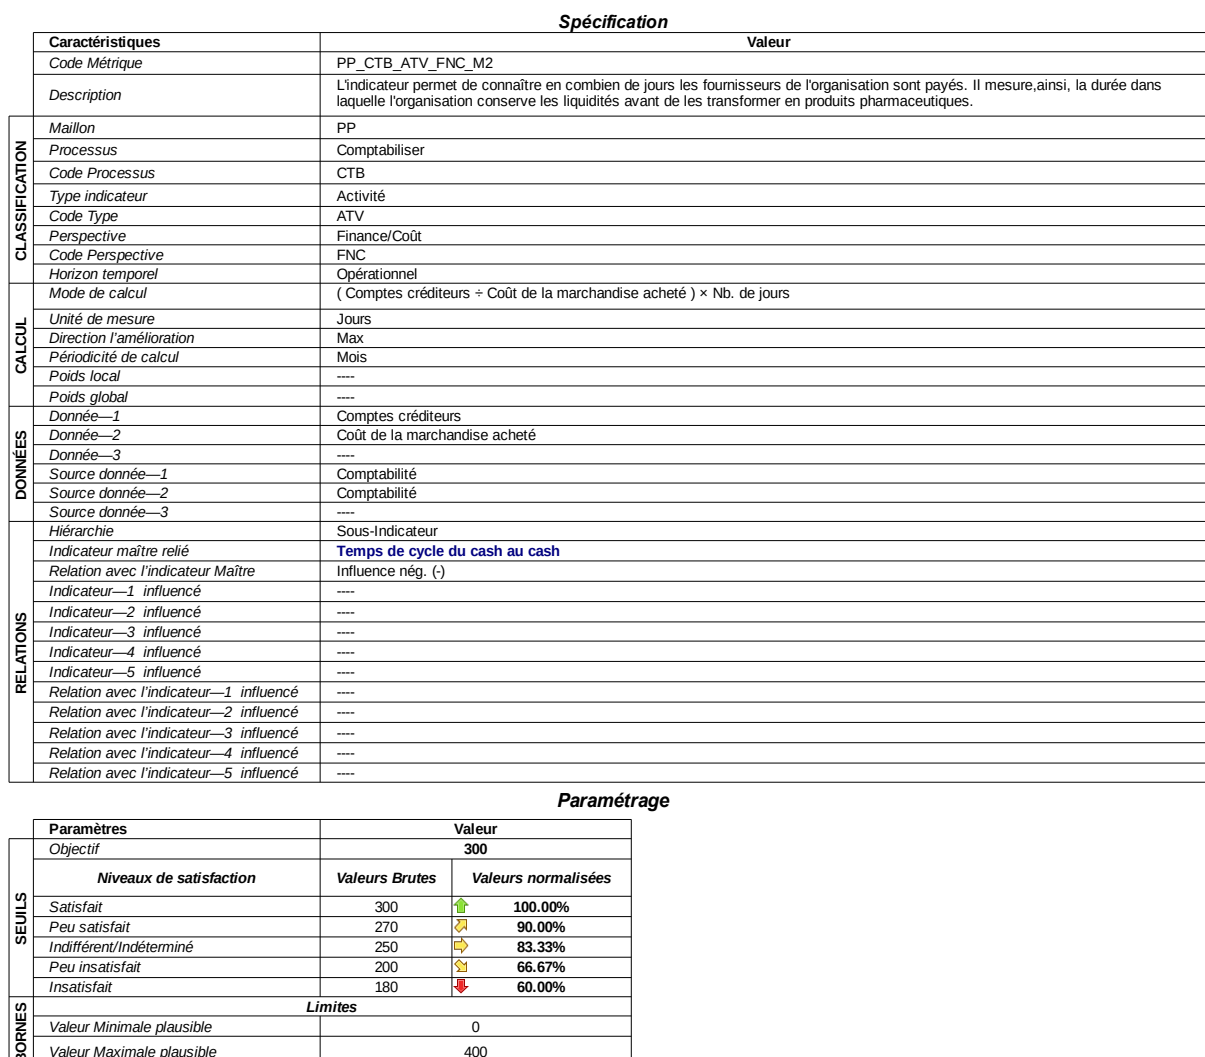 Spécification
Caractéristiques Valeur
Code Métrique PP_CTB_ATV_FNC_M2
Description L'indicateur permet de connaître en combien de jours les fournisseurs de l'organisation sont payés. Il mesure,ainsi, la durée dans
laquelle l'organisation conserve les liquidités avant de les transformer en produits pharmaceutiques.
CLASSIFICATION
Maillon PP
Processus Comptabiliser
Code Processus CTB
Type indicateur Activité
Code Type ATV
Perspective Finance/Coût
Code Perspective FNC
Horizon temporel Opérationnel
CALCUL
Mode de calcul ( Comptes créditeurs ÷ Coût de la marchandise acheté ) × Nb. de jours
Unité de mesure Jours
Direction l'amélioration Max
Périodicité de calcul Mois
Poids local ----
Poids global ----
DONNÉES
Donnée—1 Comptes créditeurs
Donnée—2 Coût de la marchandise acheté
Donnée—3 ----
Source donnée—1 Comptabilité
Source donnée—2 Comptabilité
Source donnée—3 ----
RELATIONS
Hiérarchie Sous-Indicateur
Indicateur maître relié Temps de cycle du cash au cash
Relation avec l'indicateur Maître Influence nég. (-)
Indicateur—1 influencé ----
Indicateur—2 influencé ----
Indicateur—3 influencé ----
Indicateur—4 influencé ----
Indicateur—5 influencé ----
Relation avec l'indicateur—1 influencé ----
Relation avec l'indicateur—2 influencé ----
Relation avec l'indicateur—3 influencé ----
Relation avec l'indicateur—4 influencé ----
Relation avec l'indicateur—5 influencé ----
Paramétrage
Paramètres Valeur
SEUILS
Objectif 300
Niveaux de satisfaction Valeurs Brutes Valeurs normalisées
Satisfait 300 100.00%
Peu satisfait 270 90.00%
Indifférent/Indéterminé 250 83.33%
Peu insatisfait 200 66.67%
Insatisfait 180 60.00%
BORNES
Limites
Valeur Minimale plausible 0
Valeur Maximale plausible 400